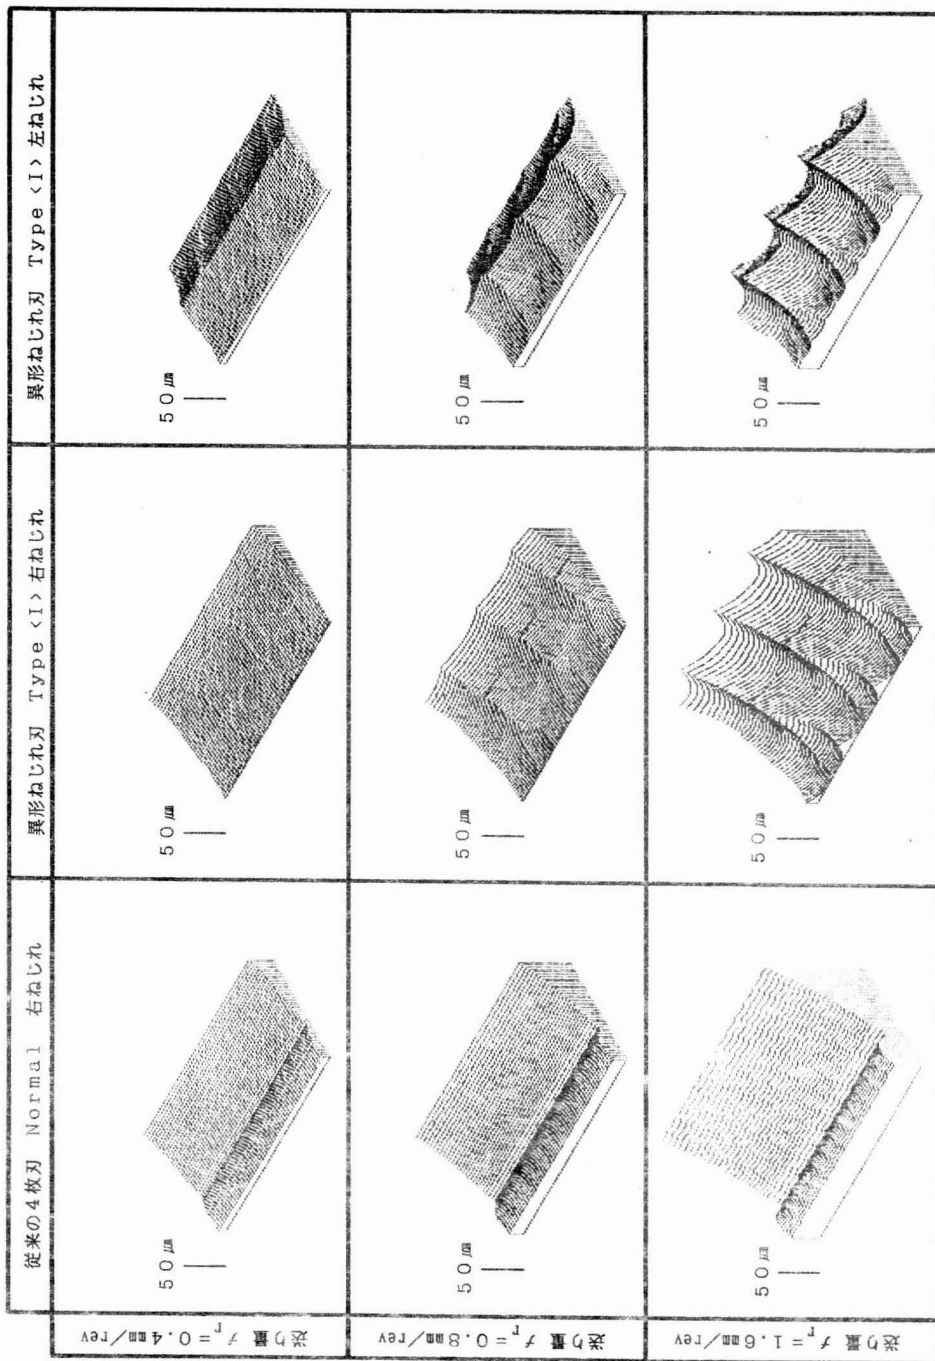 従来の4枚刃 Normal 右ねじれ
異形ねじれ刃 Type <I> 右ねじれ
異形ねじれ刃 Type <I> 左ねじれ
送り量 fr=0.4mm/rev
50μm
50μm
50μm
送り量 fr=0.8mm/rev
50μm
50μm
50μm
送り量 fr=1.6mm/rev
50μm
50μm
50μm